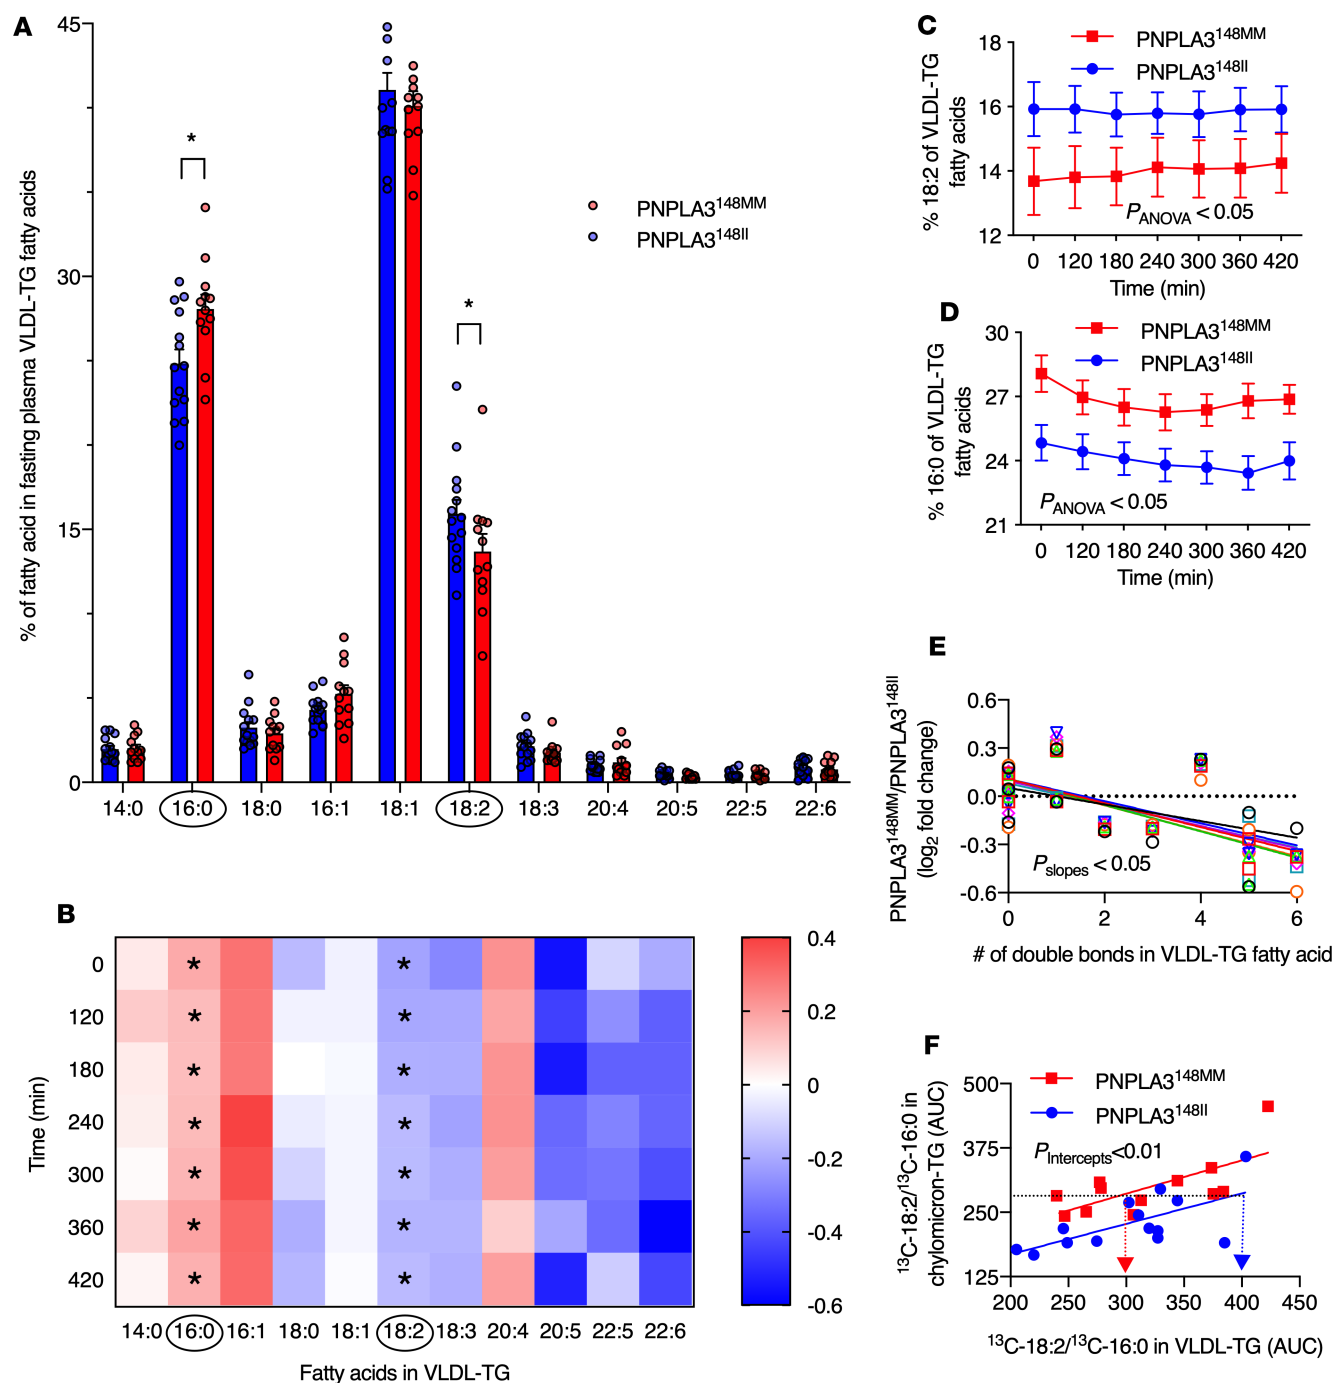 A
% of fatty acid in fasting plasma VLDL-TG fatty acids
45
30
15
0
*
*
PNPLA3148MM
PNPLA3148II
14:0 16:0 18:0 16:1 18:1 18:2 18:3 20:4 20:5 22:5 22:6
B
Time (min)
0 * *
120 * *
180 * *
240 * *
300 * *
360 * *
420 * *
14:0 16:0 16:1 18:0 18:1 18:2 18:3 20:4 20:5 22:5 22:6
Fatty acids in VLDL-TG
0.4
0.2
0
-0.2
-0.4
-0.6
C
% 18:2 of VLDL-TG
fatty acids
PNPLA3148MM
PNPLA3148II
18
16
14
12
PANOVA < 0.05
0 120 180 240 300 360 420
Time (min)
D
% 16:0 of VLDL-TG
fatty acids
PNPLA3148MM
PNPLA3148II
30
27
24
21
PANOVA < 0.05
0 120 180 240 300 360 420
Time (min)
E
PNPLA3148MM/PNPLA3148II
(log2 fold change)
0.6
0.3
0.0
-0.3
-0.6
Pslopes < 0.05
0 2 4 6
# of double bonds in VLDL-TG fatty acid
F
13C-18:2/13C-16:0 in
chylomicron-TG (AUC)
PNPLA3148MM
PNPLA3148II
PIntercepts<0.01
500
375
250
125
200 250 300 350 400 450
13C-18:2/13C-16:0 in VLDL-TG (AUC)